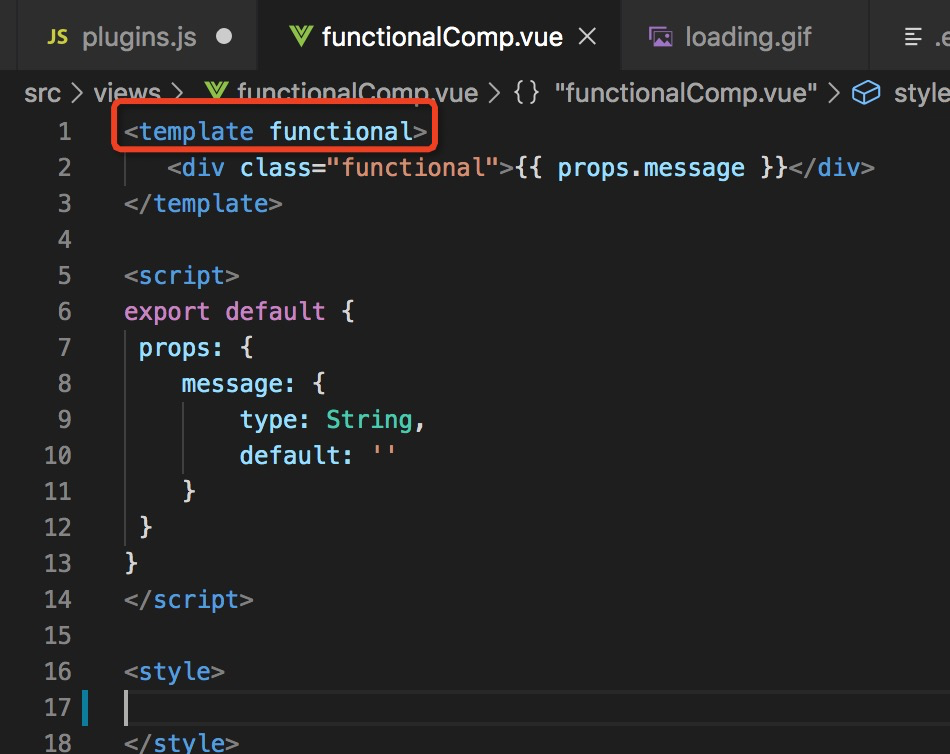 JS plugins.js functionalComp.vue loading.gif .e
src > views > functionalComp.vue > {} "functionalComp.vue" > style
1 <template functional>
2 <div class="functional">{{ props.message }}</div>
3 </template>
4
5 <script>
6 export default {
7 props: {
8 message: {
9 type: String,
10 default: ''
11 }
12 }
13 }
14 </script>
15
16 <style>
17
18 </style>